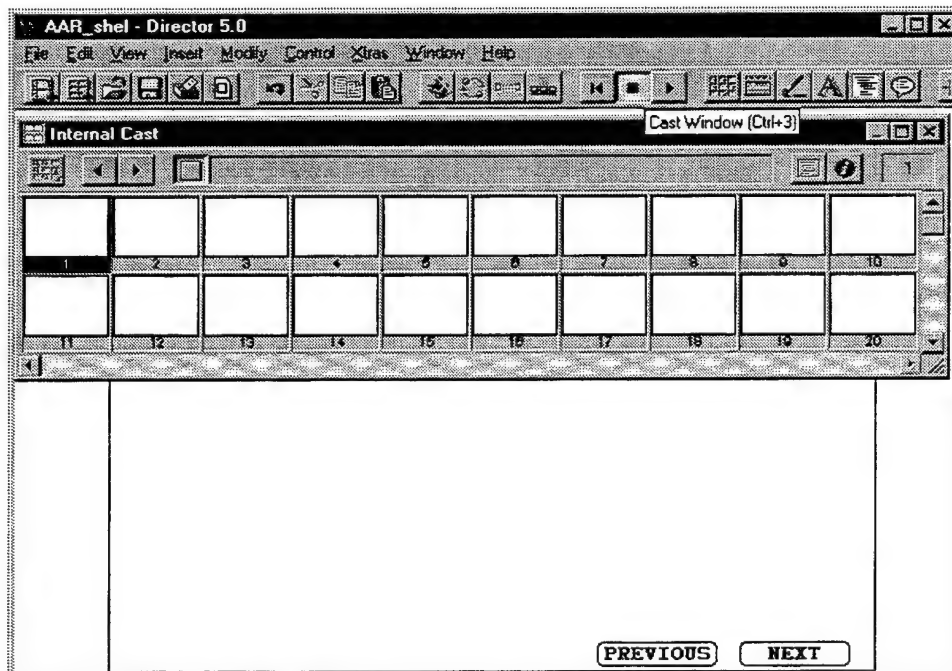 AAR_shel - Director 5.0
File Edit View Insert Modify Control Xtras Window Help
Cast Window (Ctrl+3)
Internal Cast
1
1 2 3 4 5 6 7 8 9 10
11 12 13 14 15 16 17 18 19 20
PREVIOUS NEXT